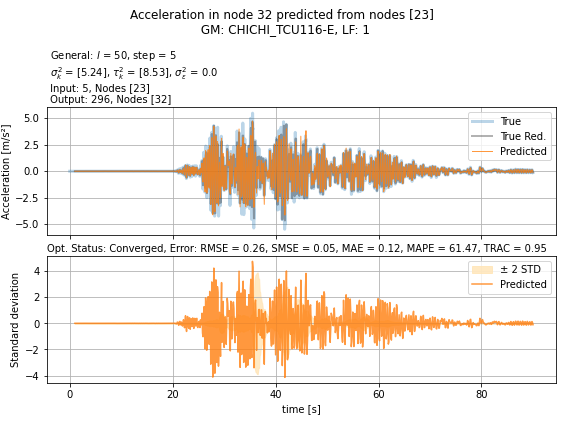 Acceleration in node 32 predicted from nodes [23]
GM: CHICHI_TCU116-E, LF: 1
General: l = 50, step = 5
σ²ₖ = [5.24], τ²ₖ = [8.53], σ²ε = 0.0
Input: 5, Nodes [23]
Output: 296, Nodes [32]
Acceleration [m/s²]
5.0
2.5
0.0
−2.5
−5.0
True
True Red.
Predicted
Opt. Status: Converged, Error: RMSE = 0.26, SMSE = 0.05, MAE = 0.12, MAPE = 61.47, TRAC = 0.95
Standard deviation
4
2
0
−2
−4
± 2 STD
Predicted
0 20 40 60 80
time [s]